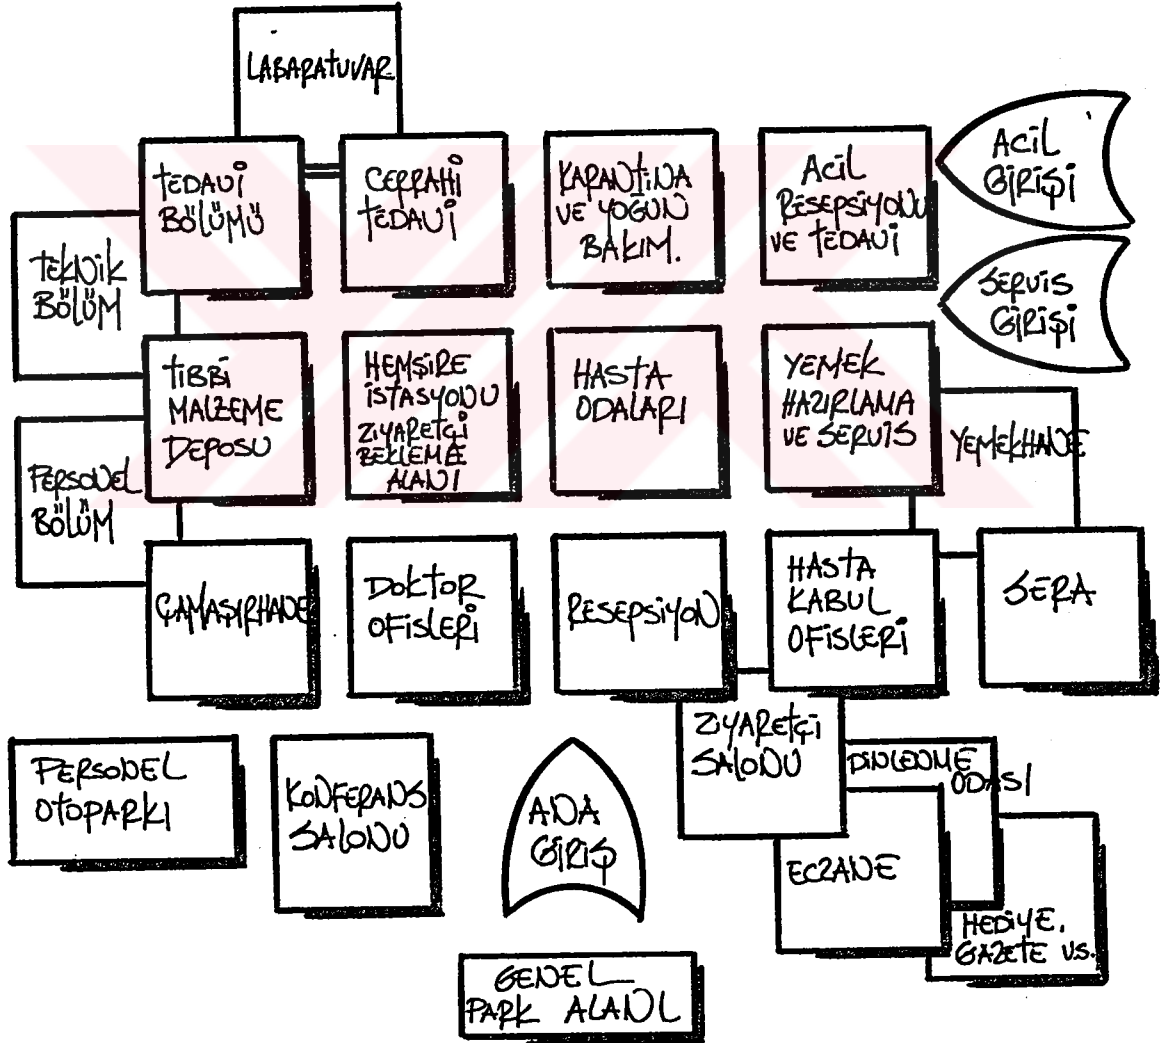 LABARATUVAR
TEDAVİ
BÖLÜMÜ
CERRAHİ
TEDAVİ
KARANTİNA
VE YOĞUN
BAKIM.
ACİL
RESEPSİYONU
VE TEDAVİ
ACİL
GİRİŞİ
TEKNİK
BÖLÜM
SERVİS
GİRİŞİ
TIBBİ
MALZEME
DEPOSU
HEMŞİRE
İSTASYONU
ZİYARETÇİ
BEKLEME
ALANI
HASTA
ODALARI
YEMEK
HAZIRLAMA
VE SERVİS
YEMEKHANE
PERSONEL
BÖLÜM
ÇAMAŞIRHANE
DOKTOR
OFİSLERİ
RESEPSİYON
HASTA
KABUL
OFİSLERİ
SERA
PERSONEL
OTOPARKI
KONFERANS
SALONU
ANA
GİRİŞ
ZİYARETÇİ
SALONU
DİNLENME
ODASI
ECZANE
HEDİYE,
GAZETE V.S.
GENEL
PARK ALANI